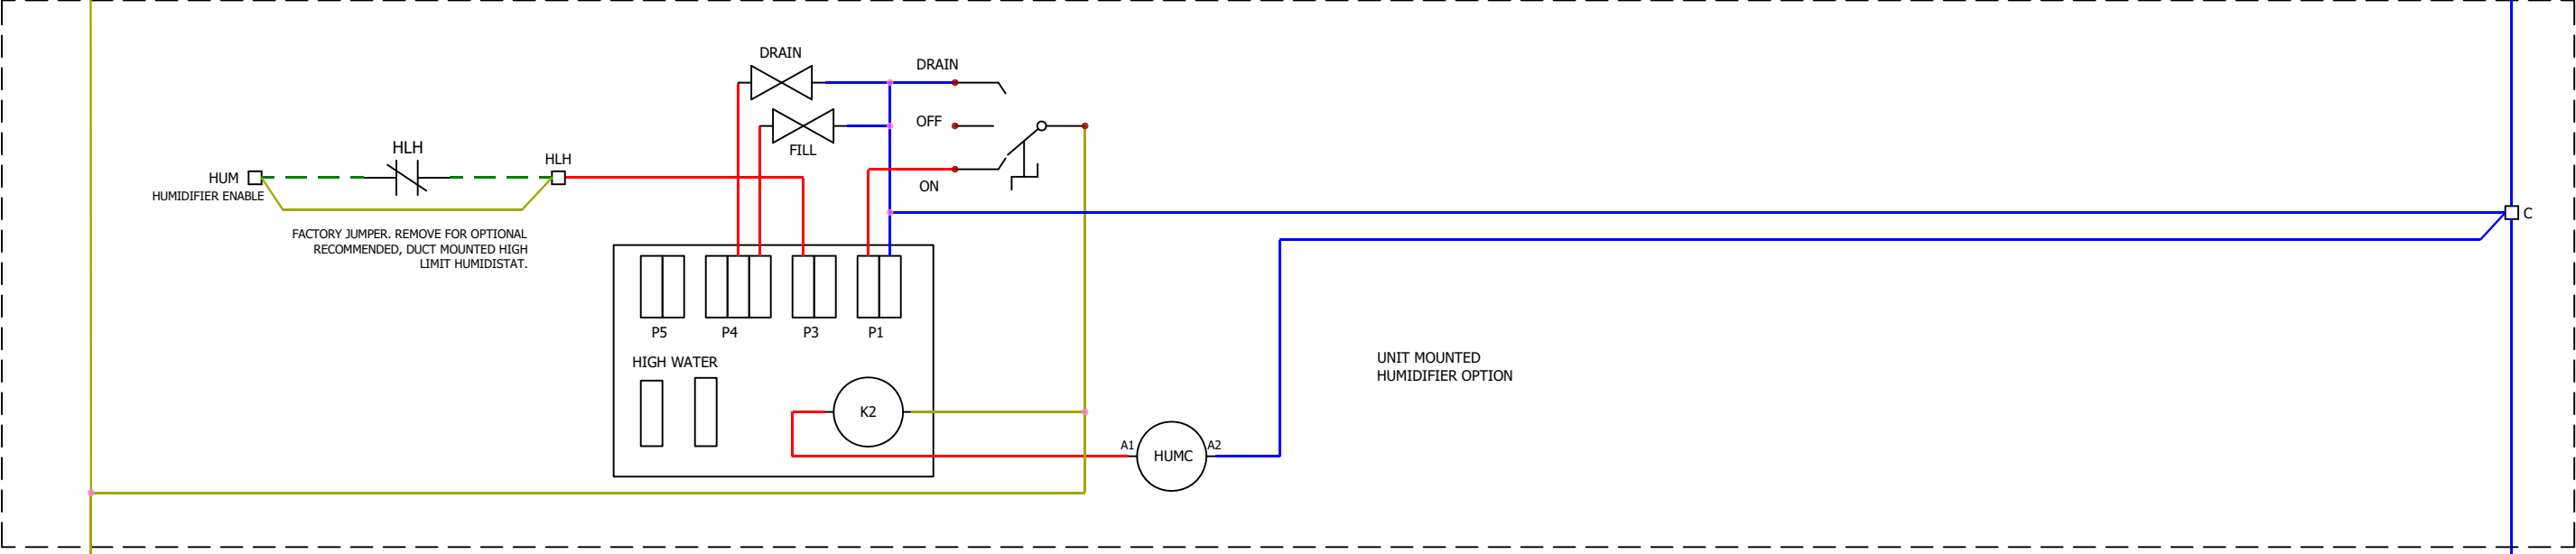 DRAIN
DRAIN
OFF
FILL
ON
HLH
HLH
HUM
HUMIDIFIER ENABLE
FACTORY JUMPER. REMOVE FOR OPTIONAL
RECOMMENDED, DUCT MOUNTED HIGH
LIMIT HUMIDISTAT.
C
P5
P4
P3
P1
HIGH WATER
K2
UNIT MOUNTED
HUMIDIFIER OPTION
A1
HUMC
A2